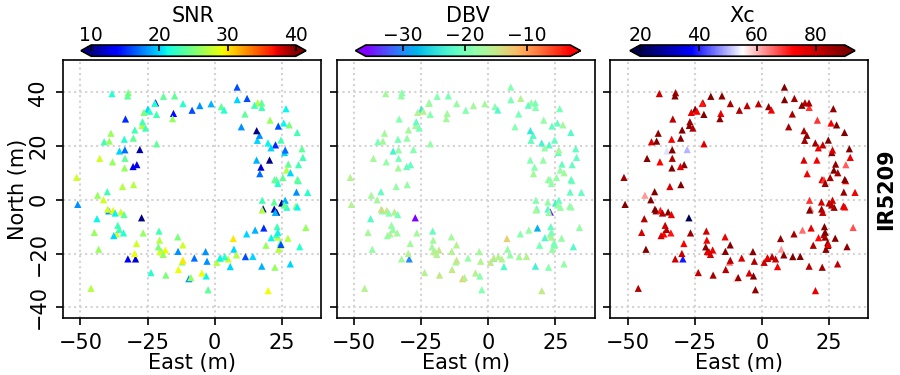 SNR DBV Xc
10 20 30 40 −30 −20 −10 20 40 60 80
40
20
0
−20
−40
North (m)
−50 −25 0 25 −50 −25 0 25 −50 −25 0 25
East (m) East (m) East (m)
IR5209